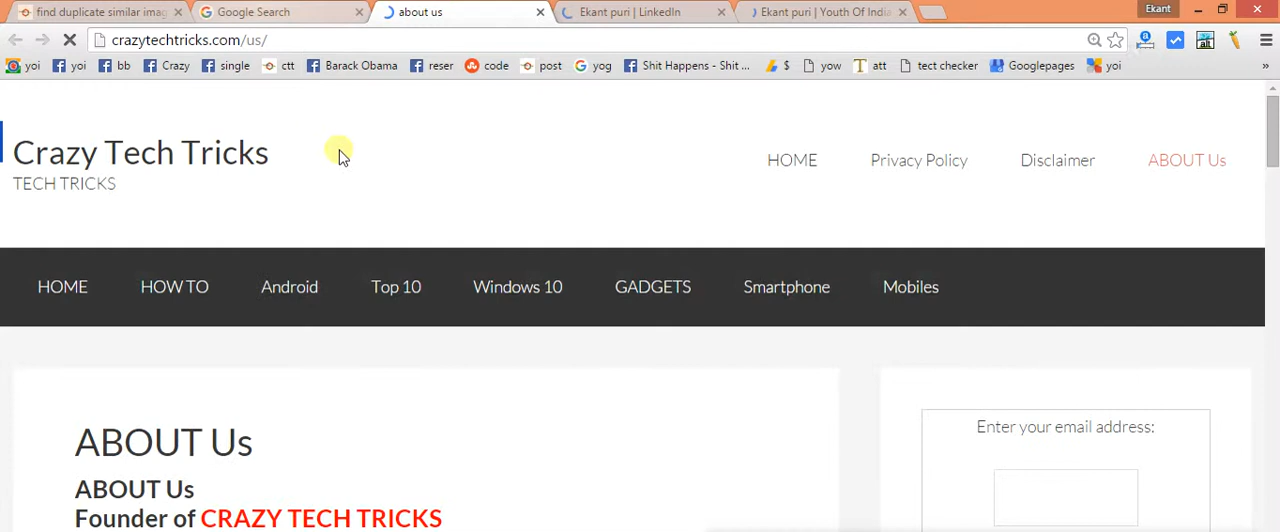 find duplicate similar imag
Google Search
about us
Ekant puri | LinkedIn
Ekant puri | Youth Of India
Ekant
crazytechtricks.com/us/
yoi
yoi
bb
Crazy
single
ctt
Barack Obama
reser
code
post
yog
Shit Happens - Shit ...
$
yow
att
tect checker
Googlepages
yoi
»
Crazy Tech Tricks
TECH TRICKS
HOME
Privacy Policy
Disclaimer
ABOUT Us
HOME
HOW TO
Android
Top 10
Windows 10
GADGETS
Smartphone
Mobiles
ABOUT Us
ABOUT Us
Founder of CRAZY TECH TRICKS
Enter your email address: